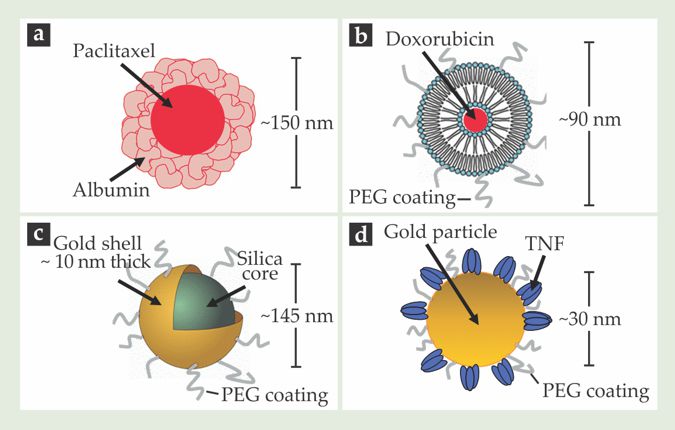 a
Paclitaxel
Albumin
~150 nm
b
Doxorubicin
PEG coating
~90 nm
c
Gold shell
~ 10 nm thick
Silica
core
~145 nm
PEG coating
d
Gold particle
TNF
~30 nm
PEG coating